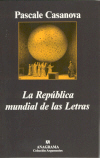 Pascale Casanova
La República
mundial de las Letras
ANAGRAMA
Colección Argumentos